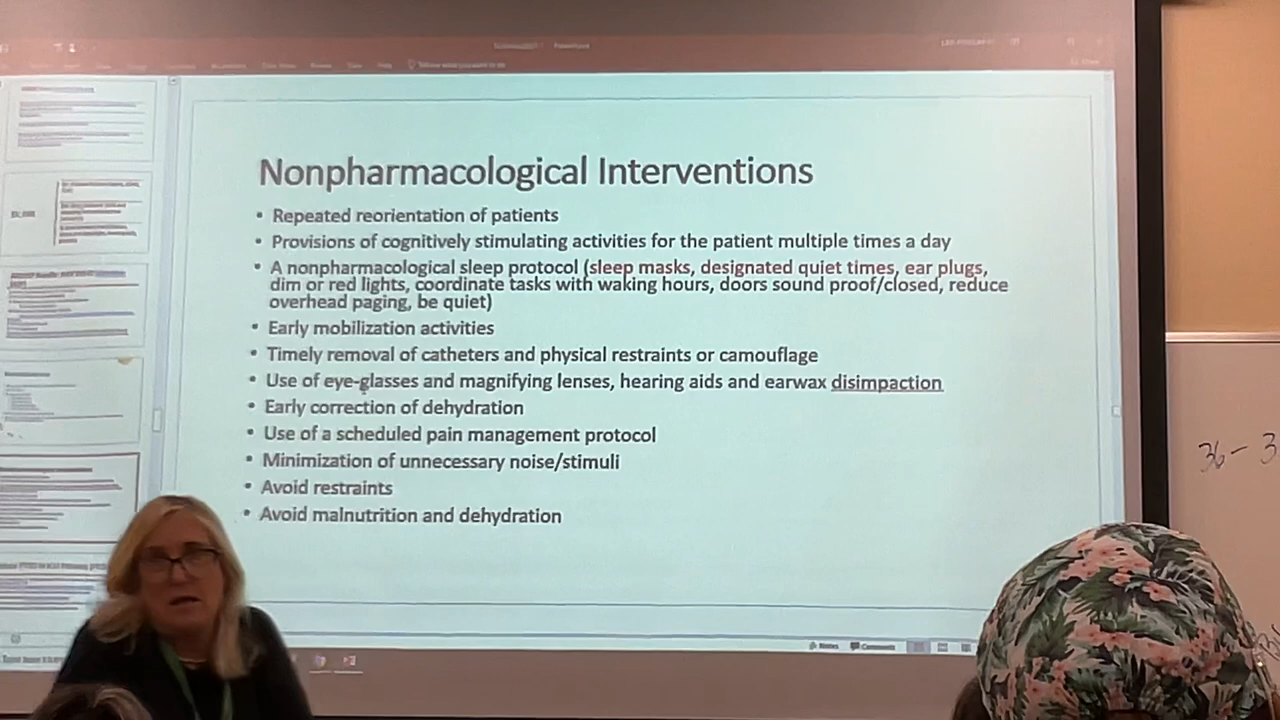 Nonpharmacological Interventions
• Repeated reorientation of patients
• Provisions of cognitively stimulating activities for the patient multiple times a day
• A nonpharmacological sleep protocol (sleep masks, designated quiet times, ear plugs,
dim or red lights, coordinate tasks with waking hours, doors sound proof/closed, reduce
overhead paging, be quiet)
• Early mobilization activities
• Timely removal of catheters and physical restraints or camouflage
• Use of eye-glasses and magnifying lenses, hearing aids and earwax disimpaction
• Early correction of dehydration
• Use of a scheduled pain management protocol
• Minimization of unnecessary noise/stimuli
• Avoid restraints
• Avoid malnutrition and dehydration
36 - 3
Notes
Comments